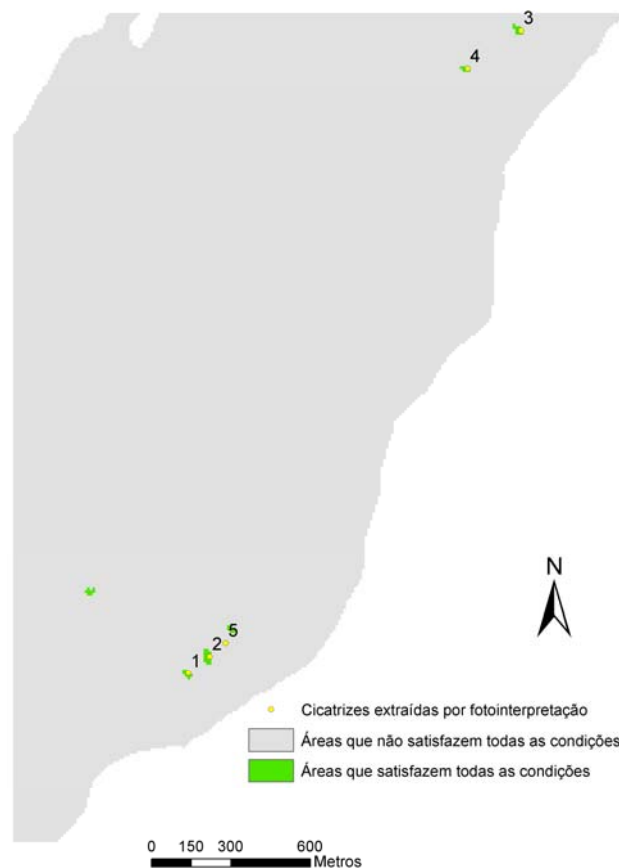 3
4
N
5
2
1
Cicatrizes extraídas por fotointerpretação
Áreas que não satisfazem todas as condições
Áreas que satisfazem todas as condições
0 150 300 600
Metros